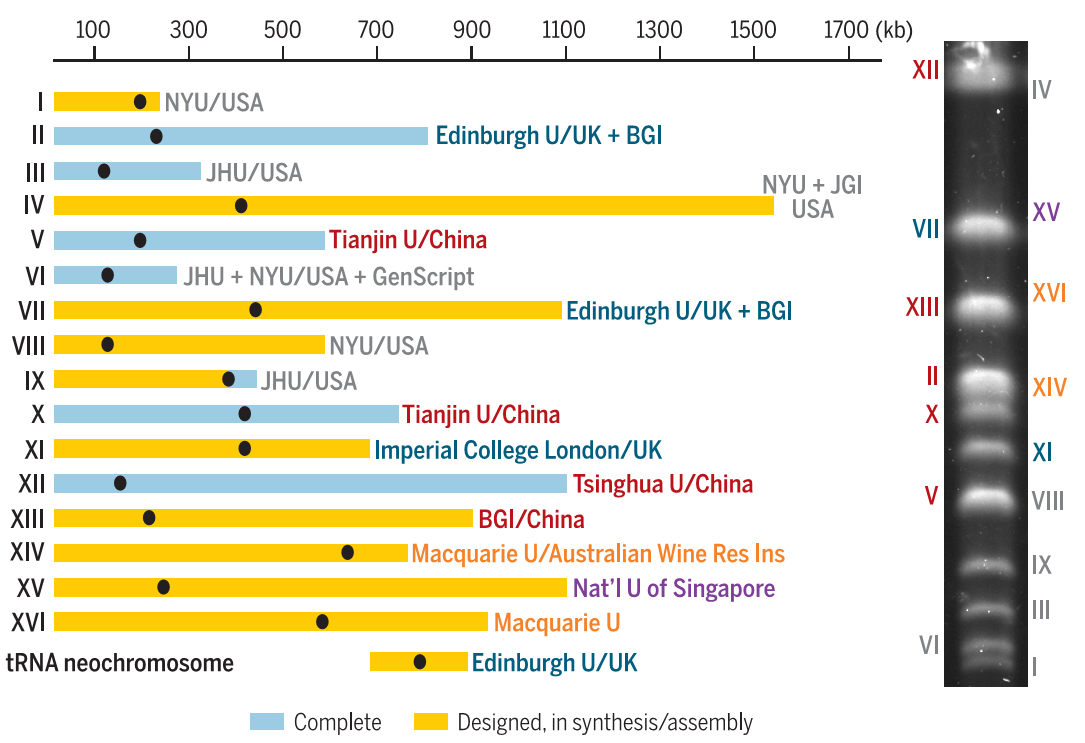 100 300 500 700 900 1100 1300 1500 1700 (kb)
I NYU/USA
II Edinburgh U/UK + BGI
III JHU/USA
IV NYU + JGI
USA
V Tianjin U/China
VI JHU + NYU/USA + GenScript
VII Edinburgh U/UK + BGI
VIII NYU/USA
IX JHU/USA
X Tianjin U/China
XI Imperial College London/UK
XII Tsinghua U/China
XIII BGI/China
XIV Macquarie U/Australian Wine Res Ins
XV Nat'l U of Singapore
XVI Macquarie U
tRNA neochromosome Edinburgh U/UK
Complete Designed, in synthesis/assembly
XII
IV
XV
VII
XVI
XIII
II
XIV
X
XI
V
VIII
IX
III
VI
I